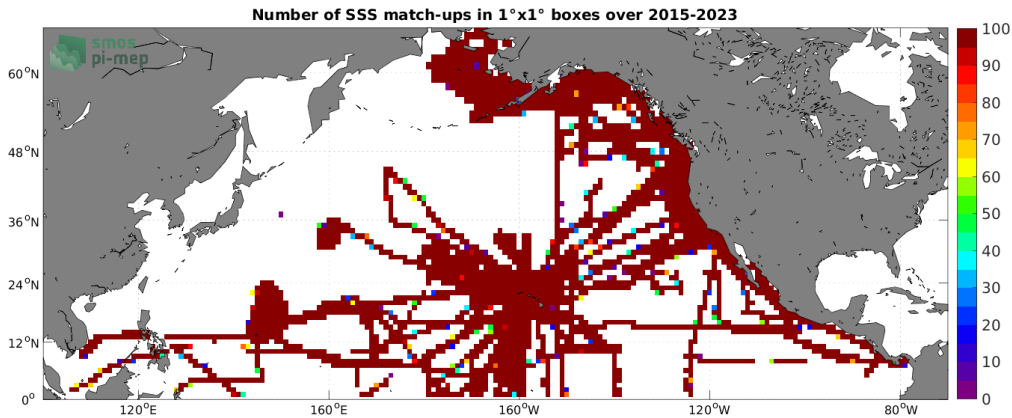 Number of SSS match-ups in 1°x1° boxes over 2015-2023
smos
pi-mep
60°N
48°N
36°N
24°N
12°N
0°
120°E
160°E
160°W
120°W
80°W
100
90
80
70
60
50
40
30
20
10
0